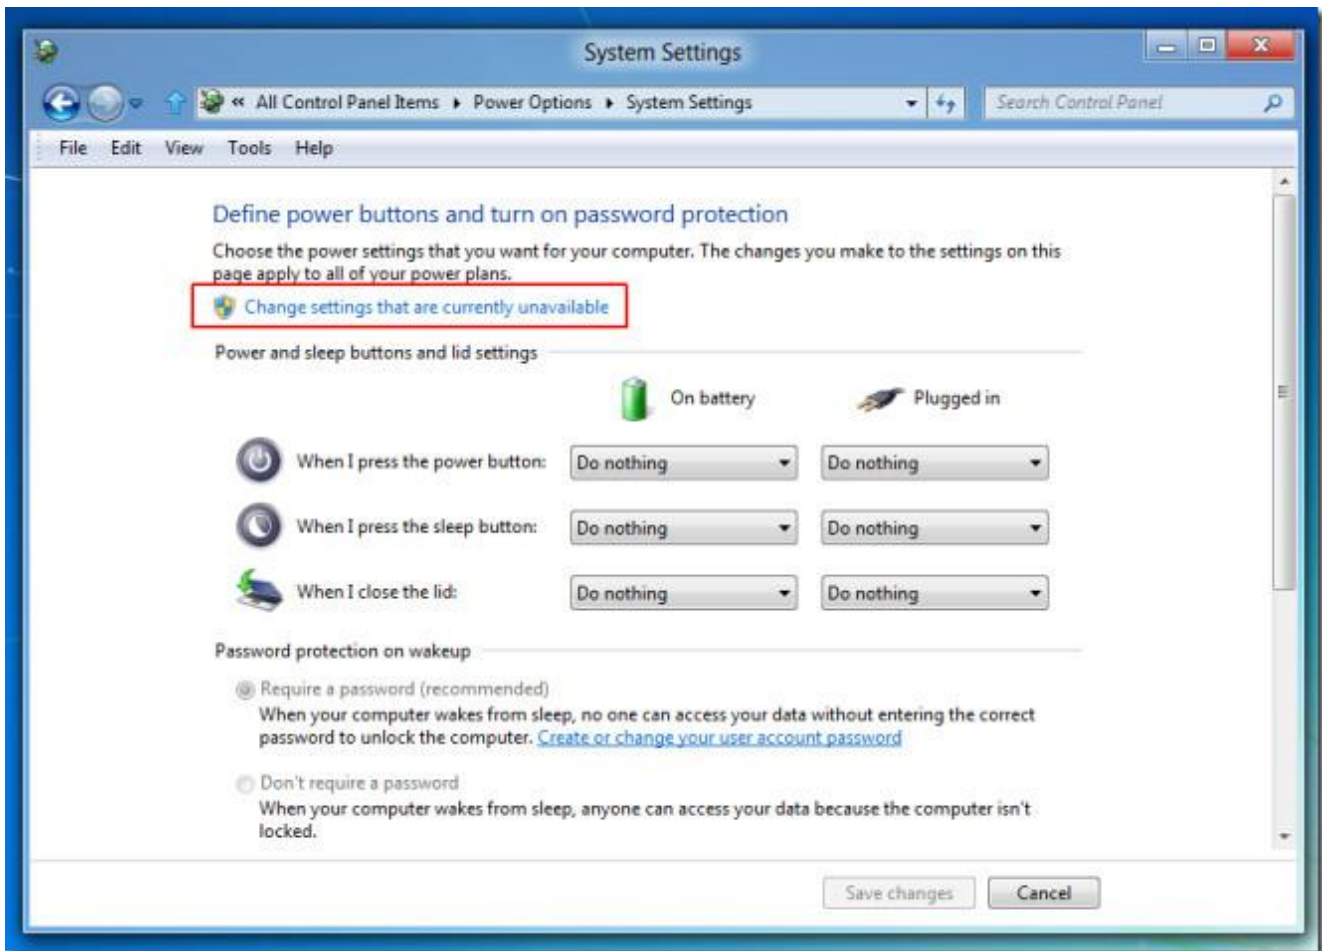 System Settings
« All Control Panel Items ▸ Power Options ▸ System Settings
Search Control Panel
File Edit View Tools Help
Define power buttons and turn on password protection
Choose the power settings that you want for your computer. The changes you make to the settings on this
page apply to all of your power plans.
Change settings that are currently unavailable
Power and sleep buttons and lid settings
On battery Plugged in
When I press the power button: Do nothing Do nothing
When I press the sleep button: Do nothing Do nothing
When I close the lid: Do nothing Do nothing
Password protection on wakeup
Require a password (recommended)
When your computer wakes from sleep, no one can access your data without entering the correct
password to unlock the computer. Create or change your user account password
Don't require a password
When your computer wakes from sleep, anyone can access your data because the computer isn't
locked.
Save changes Cancel